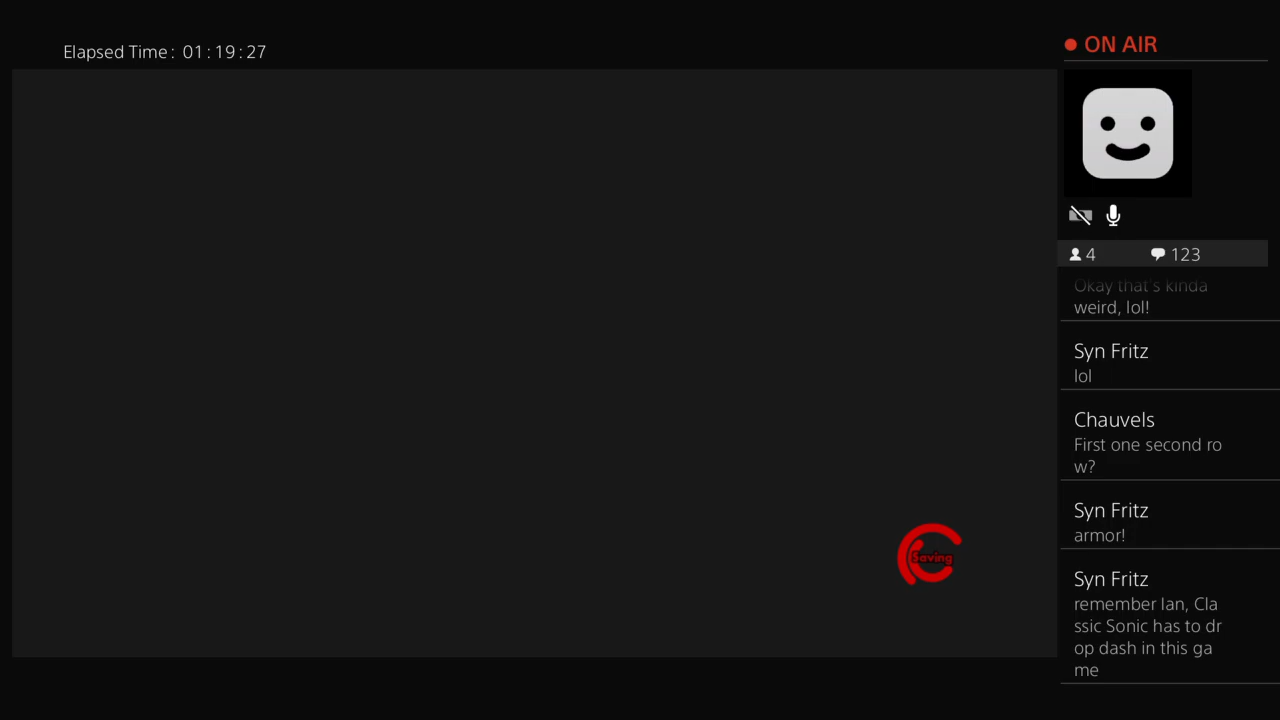 Elapsed Time: 01:19:27
ON AIR
4 123
Okay that's kinda
weird, lol!
Syn Fritz
lol
Chauvels
First one second ro
w?
Syn Fritz
armor!
Saving
Syn Fritz
remember Ian, Cla
ssic Sonic has to dr
op dash in this ga
me